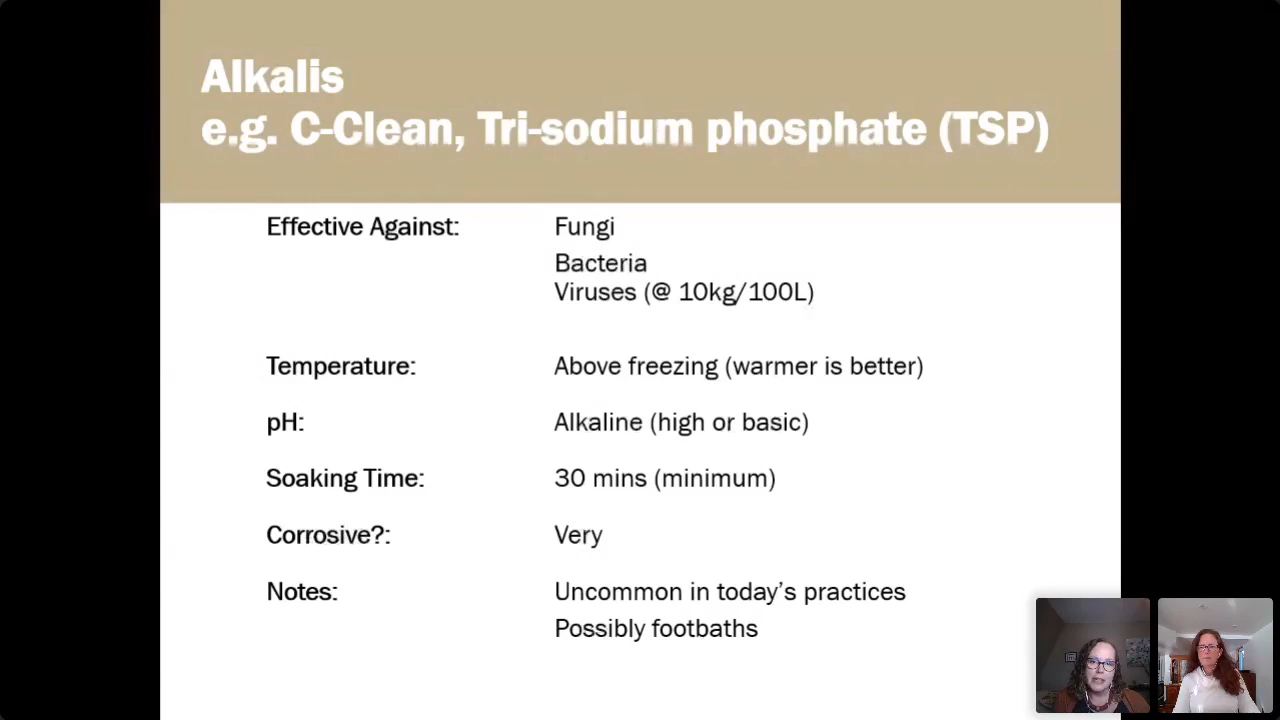 Alkalis
e.g. C-Clean, Tri-sodium phosphate (TSP)
Effective Against: Fungi
Bacteria
Viruses (@ 10kg/100L)
Temperature: Above freezing (warmer is better)
pH: Alkaline (high or basic)
Soaking Time: 30 mins (minimum)
Corrosive?: Very
Notes: Uncommon in today's practices
Possibly footbaths